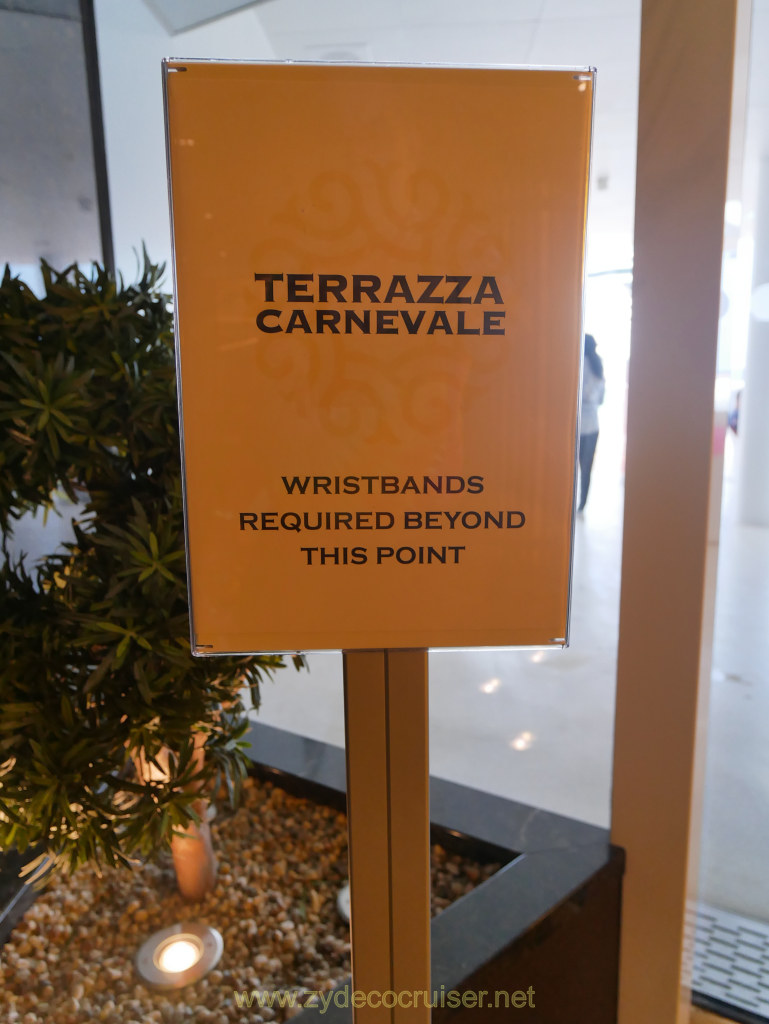 TERRAZZA
CARNEVALE
WRISTBANDS
REQUIRED BEYOND
THIS POINT
www.zydecocruiser.net